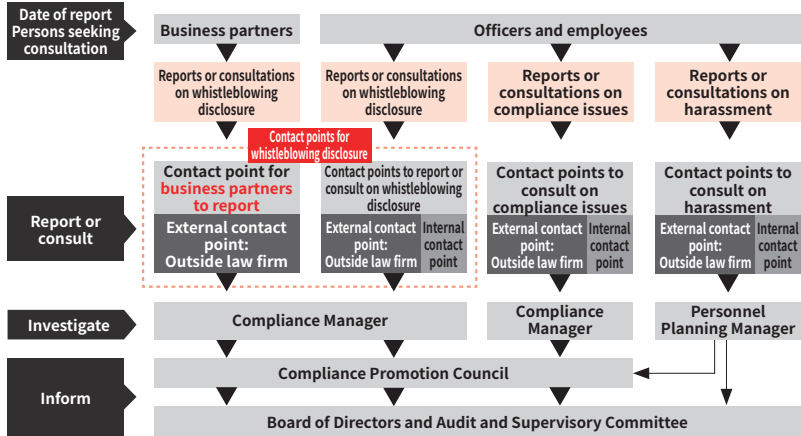 Date of report
Persons seeking
consultation
Business partners
Officers and employees
Reports or consultations
on whistleblowing
disclosure
Reports or consultations
on whistleblowing
disclosure
Reports or
consultations on
compliance issues
Reports or
consultations on
harassment
Contact points for
whistleblowing disclosure
Report or
consult
Contact point for
business partners
to report
External contact
point:
Outside law firm
Contact points to report or
consult on whistleblowing
disclosure
External contact
point:
Outside law firm
Internal
contact
point
Contact points to
consult on
compliance issues
External contact
point:
Outside law firm
Internal
contact
point
Contact points to
consult on
harassment
External contact
point:
Outside law firm
Internal
contact
point
Investigate
Compliance Manager
Compliance
Manager
Personnel
Planning Manager
Inform
Compliance Promotion Council
Board of Directors and Audit and Supervisory Committee